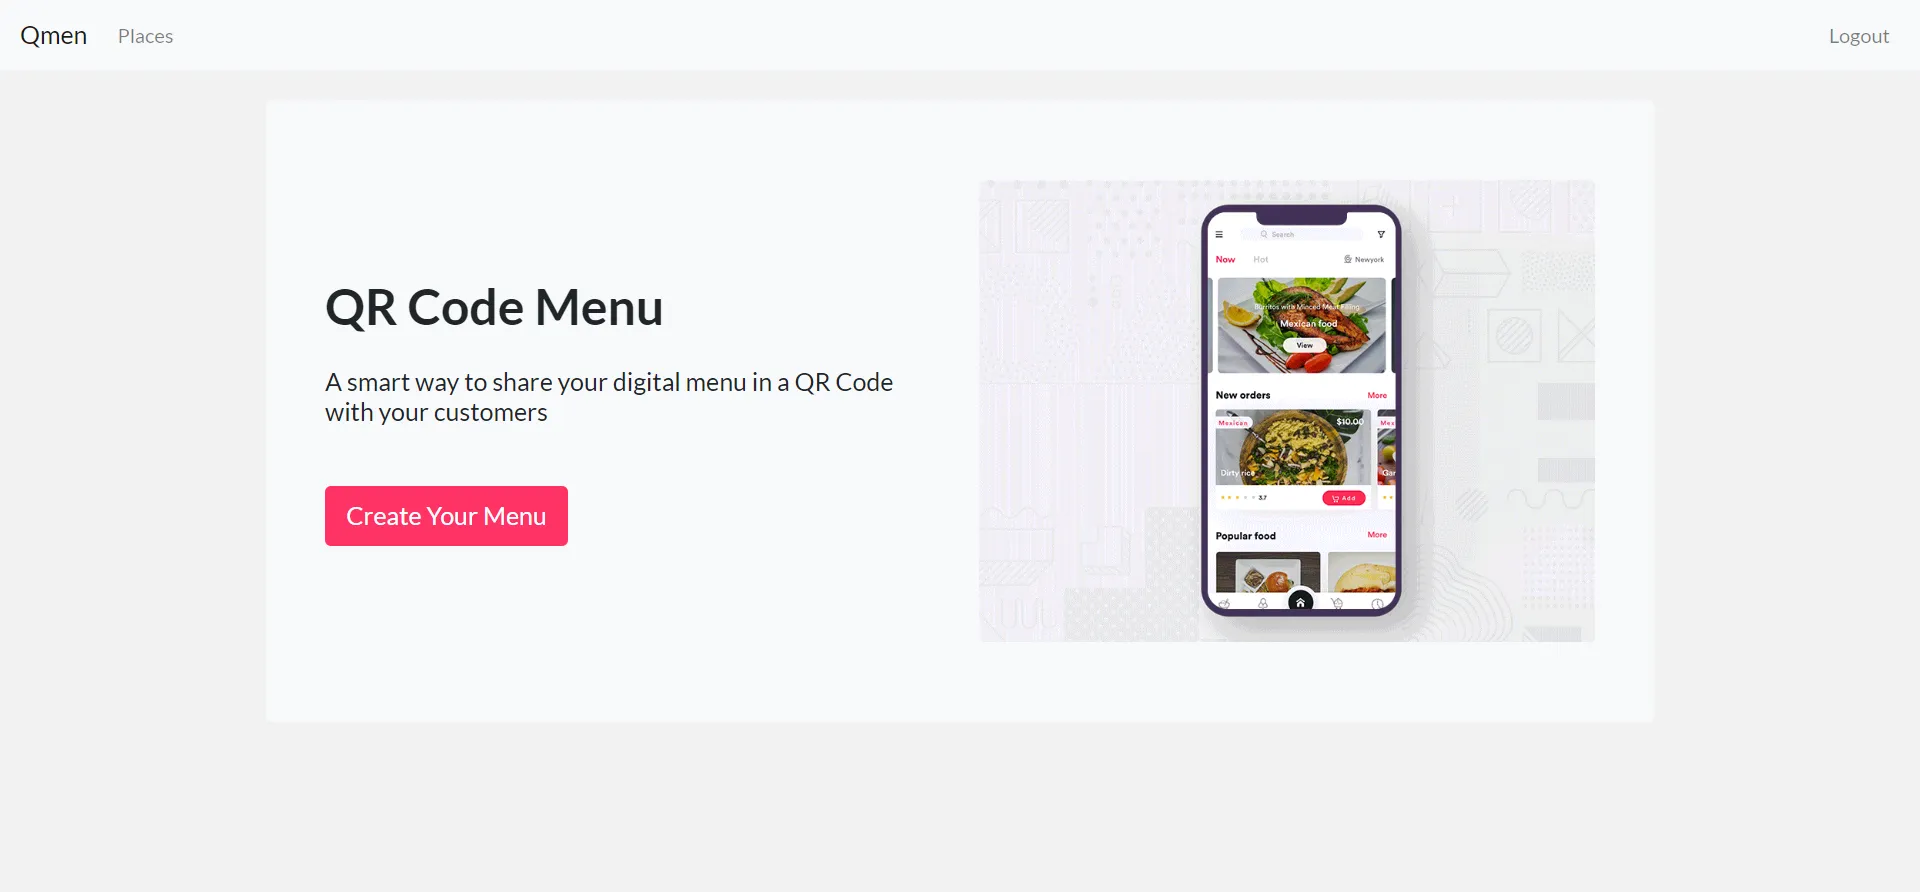 Qmen
Places
Logout
QR Code Menu
A smart way to share your digital menu in a QR Code
with your customers
Create Your Menu
Search
Now
Hot
Newyork
Burritos with Minced Meat Filling
Mexican food
View
New orders
More
Mexican
$10.00
Mex
Dirty rice
Gar
3.7
Add
Popular food
More